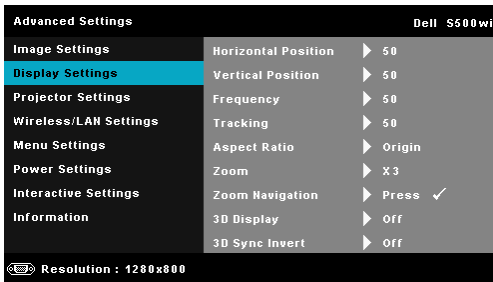 Advanced Settings Dell S500wi
Image Settings
Display Settings
Projector Settings
Wireless/LAN Settings
Menu Settings
Power Settings
Interactive Settings
Information
Horizontal Position 50
Vertical Position 50
Frequency 50
Tracking 50
Aspect Ratio Origin
Zoom X3
Zoom Navigation Press ✓
3D Display Off
3D Sync Invert Off
Resolution : 1280x800